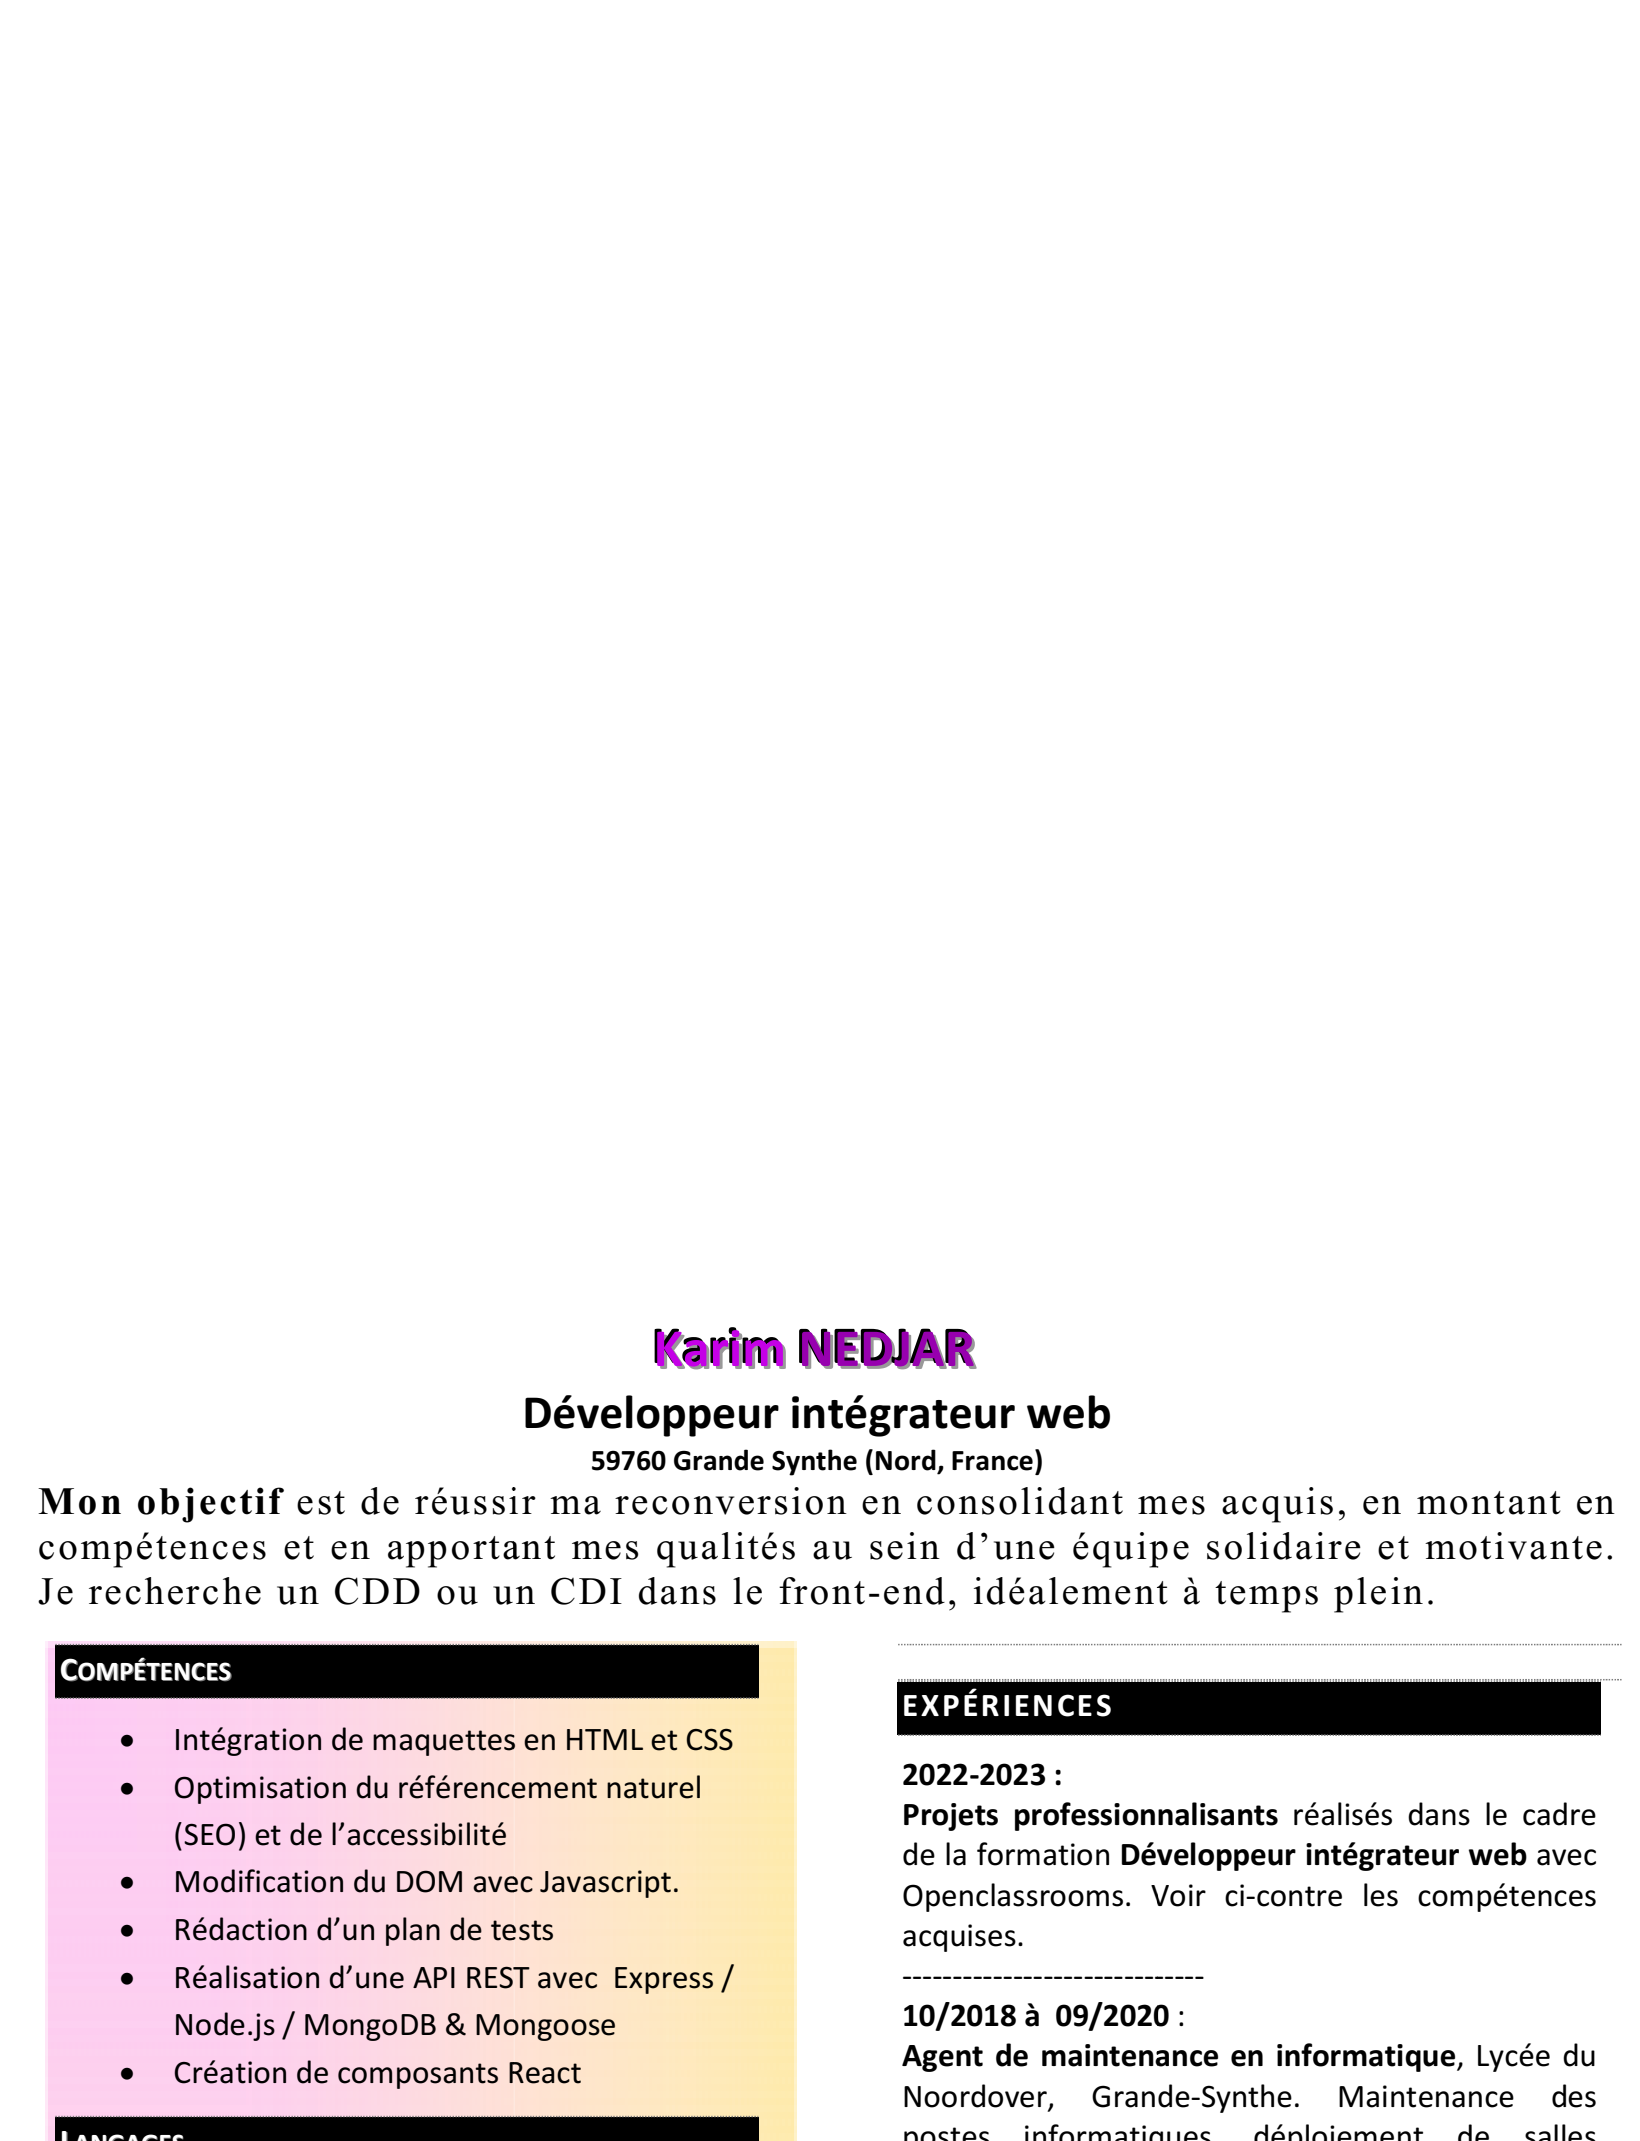 Karim NEDJAR
Développeur intégrateur web
59760 Grande Synthe (Nord, France)
Mon objectif est de réussir ma reconversion en consolidant mes acquis, en montant en
compétences et en apportant mes qualités au sein d’une équipe solidaire et motivante.
Je recherche un CDD ou un CDI dans le front-end, idéalement à temps plein.
COMPÉTENCES
• Intégration de maquettes en HTML et CSS
• Optimisation du référencement naturel
(SEO) et de l’accessibilité
• Modification du DOM avec Javascript.
• Rédaction d’un plan de tests
• Réalisation d’une API REST avec Express /
Node.js / MongoDB & Mongoose
• Création de composants React
LANGAGES
EXPÉRIENCES
2022-2023 :
Projets professionnalisants réalisés dans le cadre
de la formation Développeur intégrateur web avec
Openclassrooms. Voir ci-contre les compétences
acquises.
------------------------------
10/2018 à 09/2020 :
Agent de maintenance en informatique, Lycée du
Noordover, Grande-Synthe. Maintenance des
postes informatiques, déploiement de salles